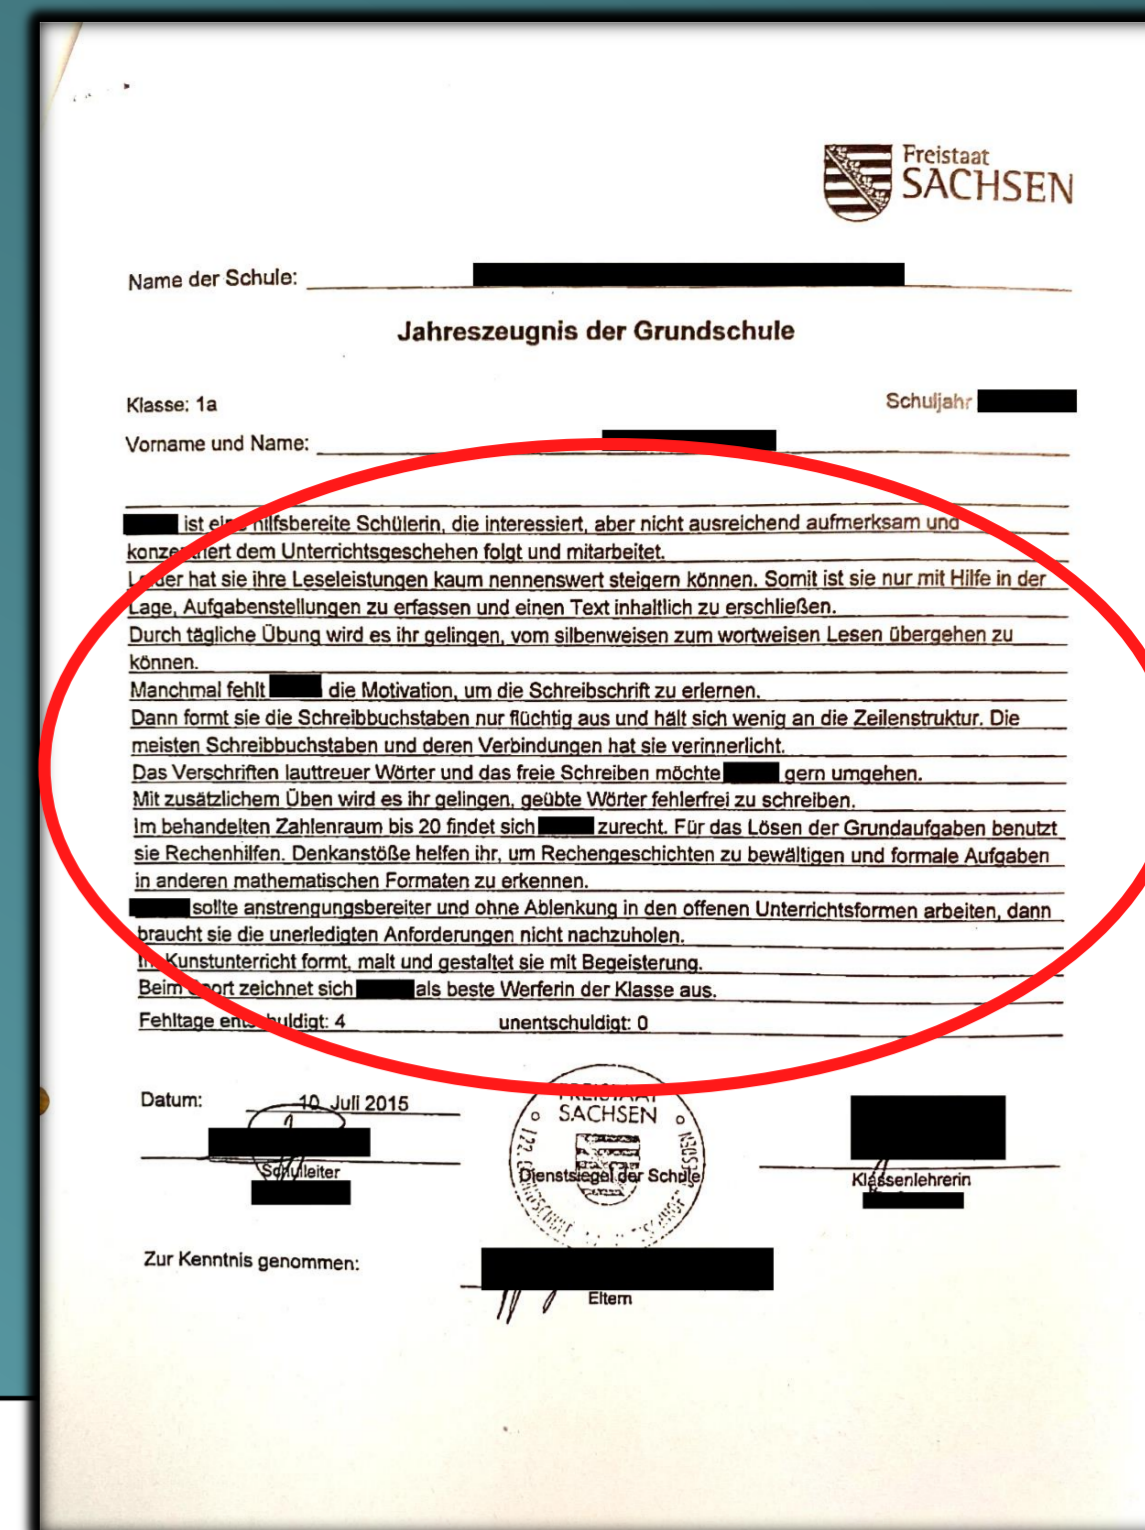 Freistaat
SACHSEN
Name der Schule:
Jahreszeugnis der Grundschule
Klasse: 1a
Schuljahr
Vorname und Name:
ist eine hilfsbereite Schülerin, die interessiert, aber nicht ausreichend aufmerksam und
konzentriert dem Unterrichtsgeschehen folgt und mitarbeitet.
Leider hat sie ihre Leseleistungen kaum nennenswert steigern können. Somit ist sie nur mit Hilfe in der
Lage, Aufgabenstellungen zu erfassen und einen Text inhaltlich zu erschließen.
Durch tägliche Übung wird es ihr gelingen, vom silbenweisen zum wortweisen Lesen übergehen zu
können.
Manchmal fehlt die Motivation, um die Schreibschrift zu erlernen.
Dann formt sie die Schreibbuchstaben nur flüchtig aus und hält sich wenig an die Zeilenstruktur. Die
meisten Schreibbuchstaben und deren Verbindungen hat sie verinnerlicht.
Das Verschriften lauttreuer Wörter und das freie Schreiben möchte gern umgehen.
Mit zusätzlichem Üben wird es ihr gelingen, geübte Wörter fehlerfrei zu schreiben.
Im behandelten Zahlenraum bis 20 findet sich zurecht. Für das Lösen der Grundaufgaben benutzt
sie Rechenhilfen. Denkanstöße helfen ihr, um Rechengeschichten zu bewältigen und formale Aufgaben
in anderen mathematischen Formaten zu erkennen.
sollte anstrengungsbereiter und ohne Ablenkung in den offenen Unterrichtsformen arbeiten, dann
braucht sie die unerledigten Anforderungen nicht nachzuholen.
Im Kunstunterricht formt, malt und gestaltet sie mit Begeisterung.
Beim Sport zeichnet sich als beste Werferin der Klasse aus.
Fehltage entschuldigt: 4 unentschuldigt: 0
Datum: 10. Juli 2015
FREISTAAT
SACHSEN
Schulleiter
Dienstsiegel der Schule
Klassenlehrerin
Zur Kenntnis genommen:
Eltern